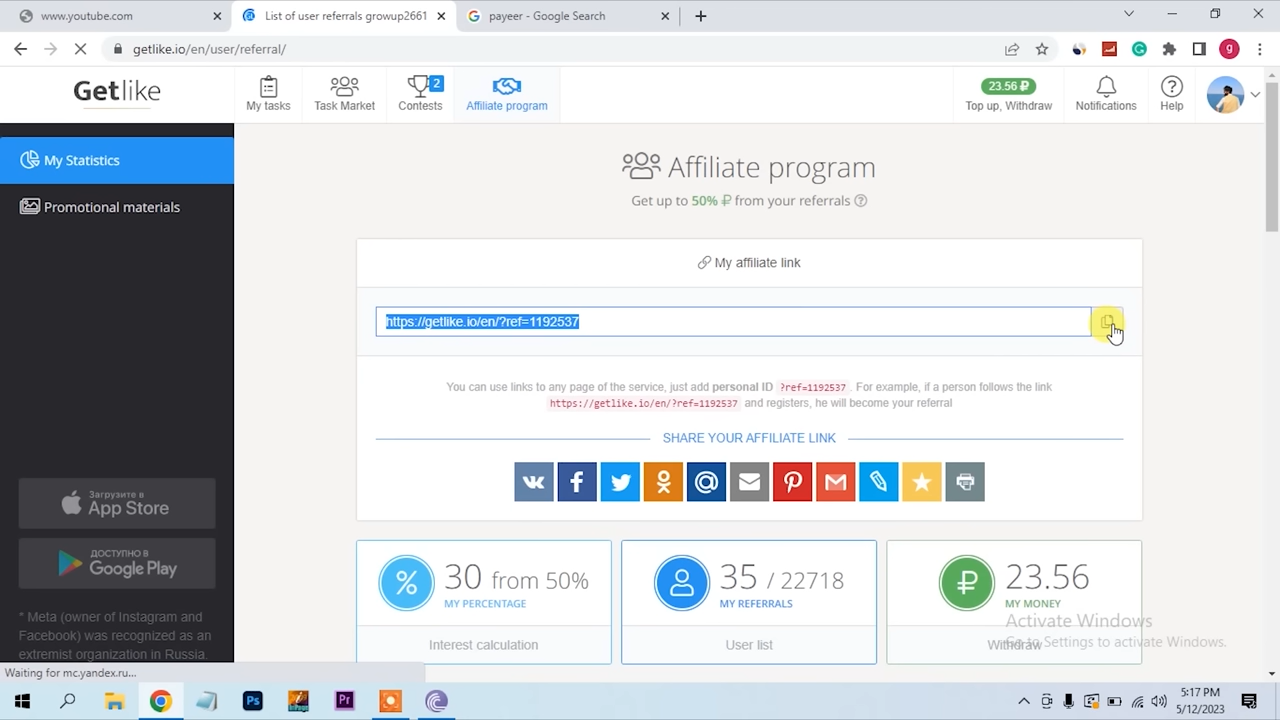 www.youtube.com
List of user referrals growup2661
payeer - Google Search
getlike.io/en/user/referral/
g
Getlike
My tasks
Task Market
2
Contests
Affiliate program
23.56 ₽
Top up, Withdraw
Notifications
Help
My Statistics
Promotional materials
Affiliate program
Get up to 50% ₽ from your referrals
My affiliate link
https://getlike.io/en/?ref=1192537
You can use links to any page of the service, just add personal ID ?ref=1192537. For example, if a person follows the link
https://getlike.io/en/?ref=1192537 and registers, he will become your referral
SHARE YOUR AFFILIATE LINK
Загрузите в
App Store
ДОСТУПНО В
Google Play
30 from 50%
MY PERCENTAGE
Interest calculation
35 / 22718
MY REFERRALS
User list
23.56
MY MONEY
Withdraw
* Meta (owner of Instagram and
Facebook) was recognized as an
extremist organization in Russia.
Activate Windows
Go to Settings to activate Windows.
Waiting for mc.yandex.ru...
Ps
Pr
5:17 PM
5/12/2023